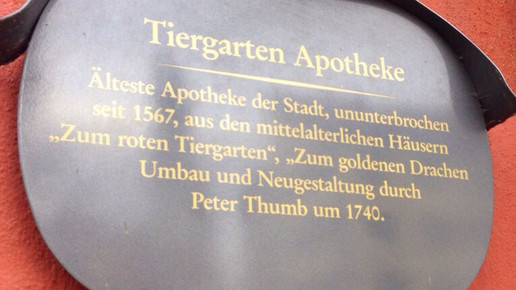 Tiergarten Apotheke
Älteste Apotheke der Stadt, ununterbrochen
seit 1567, aus den mittelalterlichen Häusern
„Zum roten Tiergarten“, „Zum goldenen Drachen
Umbau und Neugestaltung durch
Peter Thumb um 1740.